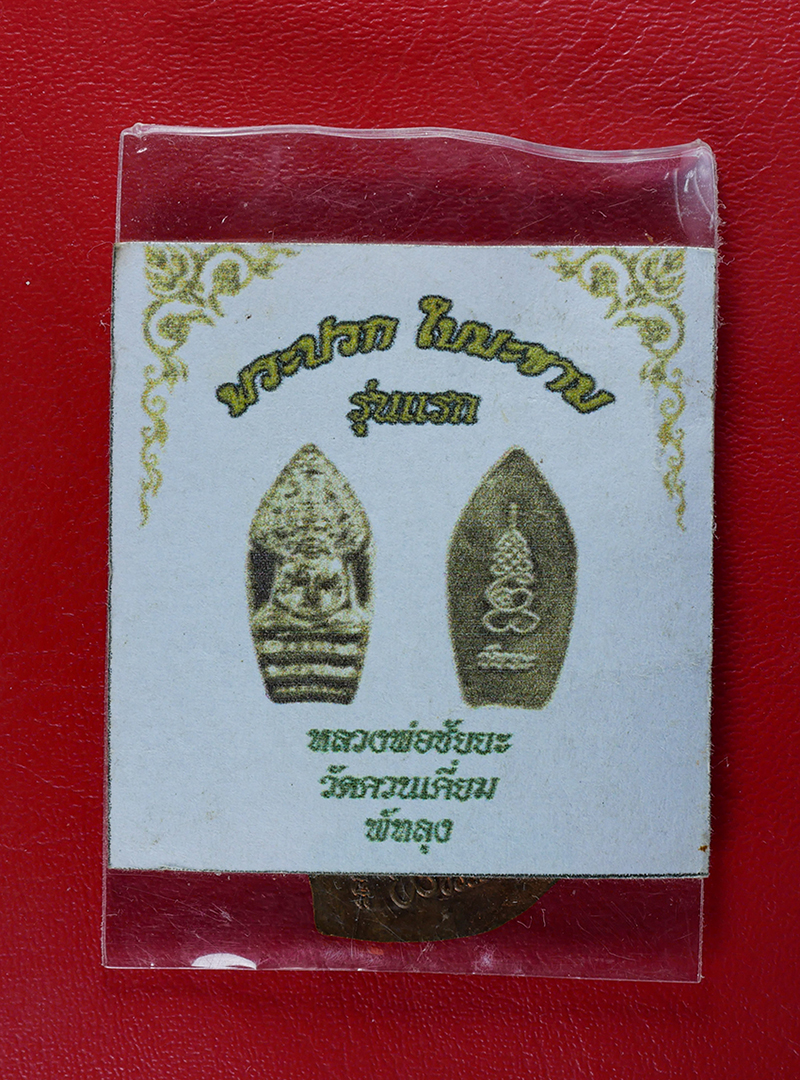 พระปรก ใบมะขาม
รุ่นแรก
หลวงพ่อชัยยะ
วัดควนเคี่ยม
พัทลุง